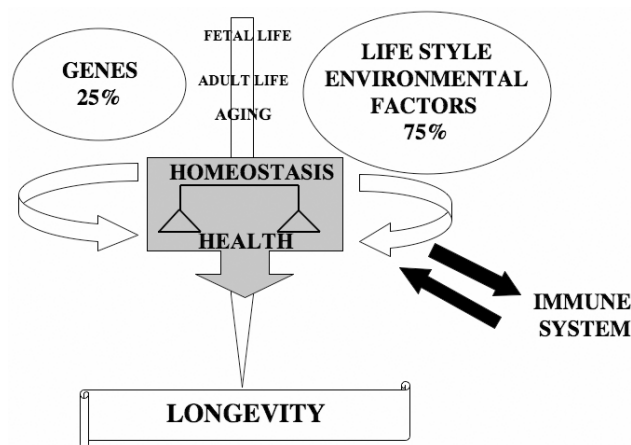 GENES
25%
FETAL LIFE
ADULT LIFE
AGING
LIFE STYLE
ENVIRONMENTAL
FACTORS
75%
HOMEOSTASIS
HEALTH
IMMUNE
SYSTEM
LONGEVITY